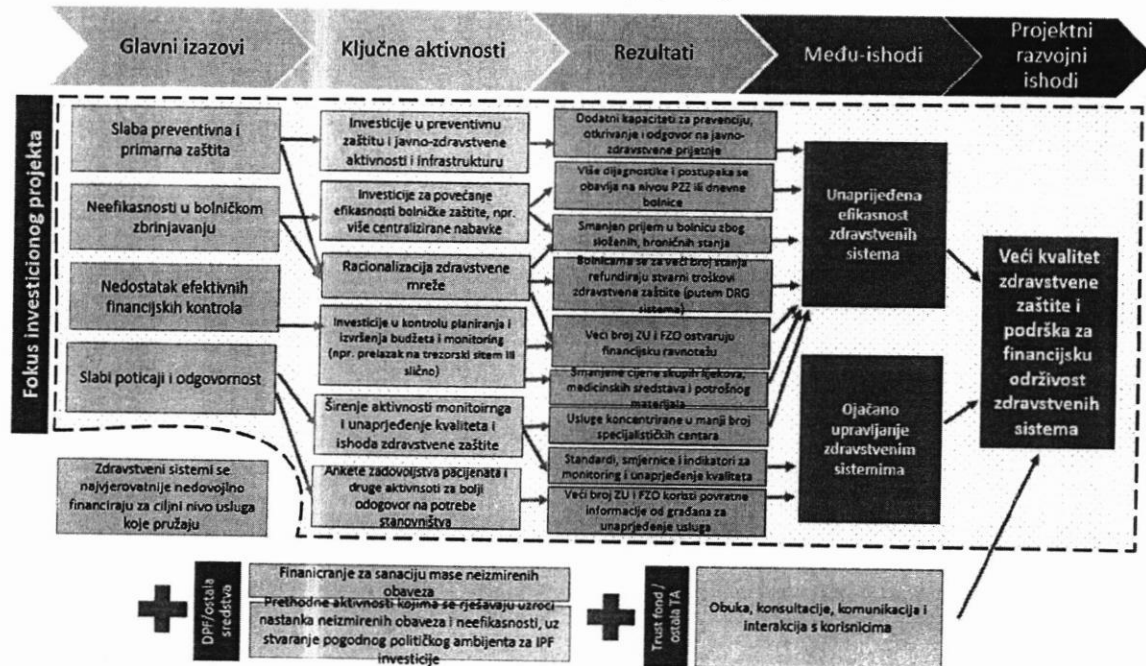 Glavni izazovi
Ključne aktivnosti
Rezultati
Među-ishodi
Projektni
razvojni
ishodi
Fokus investicionog projekta
Slaba preventivna i
primarna zaštita
Neefikasnosti u bolničkom
zbrinjavanju
Nedostatak efektivnih
financijskih kontrola
Slabi poticaji i odgovornost
Zdravstveni sistemi se
najvjerovatnije nedovoljno
financiraju za ciljni nivo usluga
koje pružaju
Investicije u preventivnu
zaštitu i javno-zdravstvene
aktivnosti i infrastrukturu
Investicije za povećanje
efikasnosti bolničke zaštite, npr.
više centralizirane nabavke
Racionalizacija zdravstvene
mreže
Investicije u kontrolu planiranja i
izvršenja budžeta i monitoring
(npr. prelazak na trezorski sitem ili
slično)
Širenje aktivnosti monitoirnga
i unaprjeđenje kvaliteta i
ishoda zdravstvene zaštite
Ankete zadovoljstva pacijenata i
druge aktivnsoti za bolji
odogovor na potrebe
stanovništva
Dodatni kapaciteti za prevenciju,
otkrivanje i odgovor na javno-
zdravstvene prijetnje
Više dijagnostike i postupaka se
obavlja na nivou PZZ ili dnevne
bolnice
Smanjen prijem u bolnicu zbog
složenih, hroničnih stanja
Bolnicama se za veći broj stanja
refundiraju stvarni troškovi
zdravstvene zaštite (putem DRG
sistema)
Veći broj ZU i FZO ostvaruju
financijsku ravnotežu
Smanjene cijene skupih lijekova,
medicinskih sredstava i potrošnog
materijala
Usluge koncentrirane u manji broj
specijalističkih centara
Standardi, smjernice i indikatori za
monitoring i unaprjeđenje kvaliteta
Veći broj ZU i FZO koristi povratne
informacije od građana za
unaprjeđenje usluga
Unaprijeđena
efikasnost
zdravstvenih
sistema
Ojačano
upravljanje
zdravstvenim
sistemima
Veći kvalitet
zdravstvene
zaštite i
podrška za
financijsku
održivost
zdravstvenih
sistema
DPF/ostala
sredstva
Finanicranje za sanaciju mase neizmirenih
obaveza
Prethodne aktivnosti kojima se rješavaju uzroci
nastanka neizmirenih obaveza i neefikasnosti, uz
stvaranje pogodnog političkog ambijenta za IPF
investicije
Trust fond/
ostala TA
Obuka, konsultacije, komunikacija i
interakcija s korisnicima